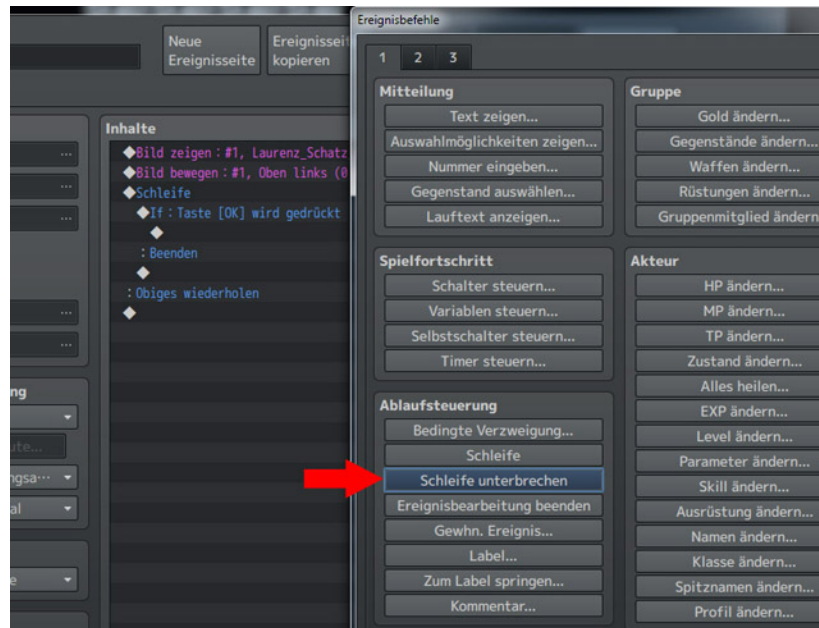 Ereignisbefehle
Neue
Ereignisseite
Ereignisseit
kopieren
Inhalte
◆Bild zeigen：#1, Laurenz_Schatz
◆Bild bewegen：#1, Oben links (0
◆Schleife
◆If：Taste [OK] wird gedrückt
◆
：Beenden
◆
：Obiges wiederholen
◆
ng
ute...
ngsa…
al
e
1 2 3
Mitteilung
Text zeigen...
Auswahlmöglichkeiten zeigen...
Nummer eingeben...
Gegenstand auswählen...
Lauftext anzeigen...
Spielfortschritt
Schalter steuern...
Variablen steuern...
Selbstschalter steuern...
Timer steuern...
Ablaufsteuerung
Bedingte Verzweigung...
Schleife
Schleife unterbrechen
Ereignisbearbeitung beenden
Gewhn. Ereignis...
Label...
Zum Label springen...
Kommentar...
Gruppe
Gold ändern...
Gegenstände ändern...
Waffen ändern...
Rüstungen ändern...
Gruppenmitglied ändern
Akteur
HP ändern...
MP ändern...
TP ändern...
Zustand ändern...
Alles heilen...
EXP ändern...
Level ändern...
Parameter ändern...
Skill ändern...
Ausrüstung ändern...
Namen ändern...
Klasse ändern...
Spitznamen ändern...
Profil ändern...